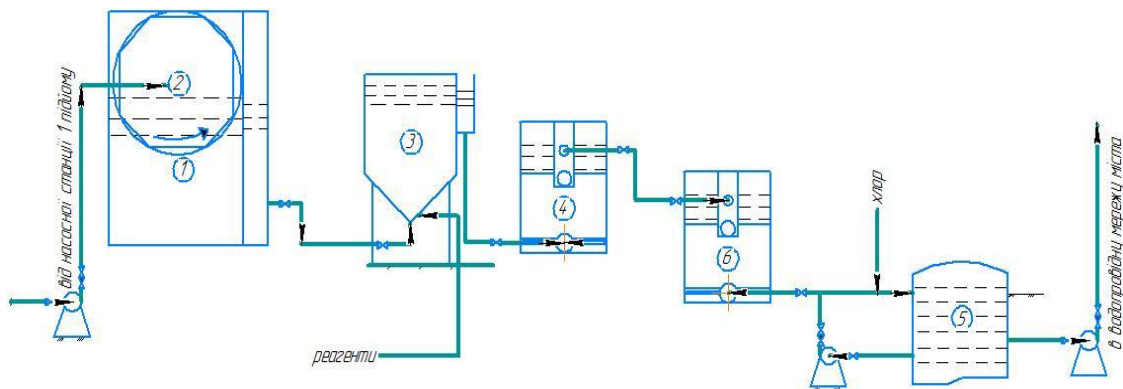 від насосної станції 1 підйому
2
1
3
4
6
хлор
5
реагенти
в водопровідну мережу міста